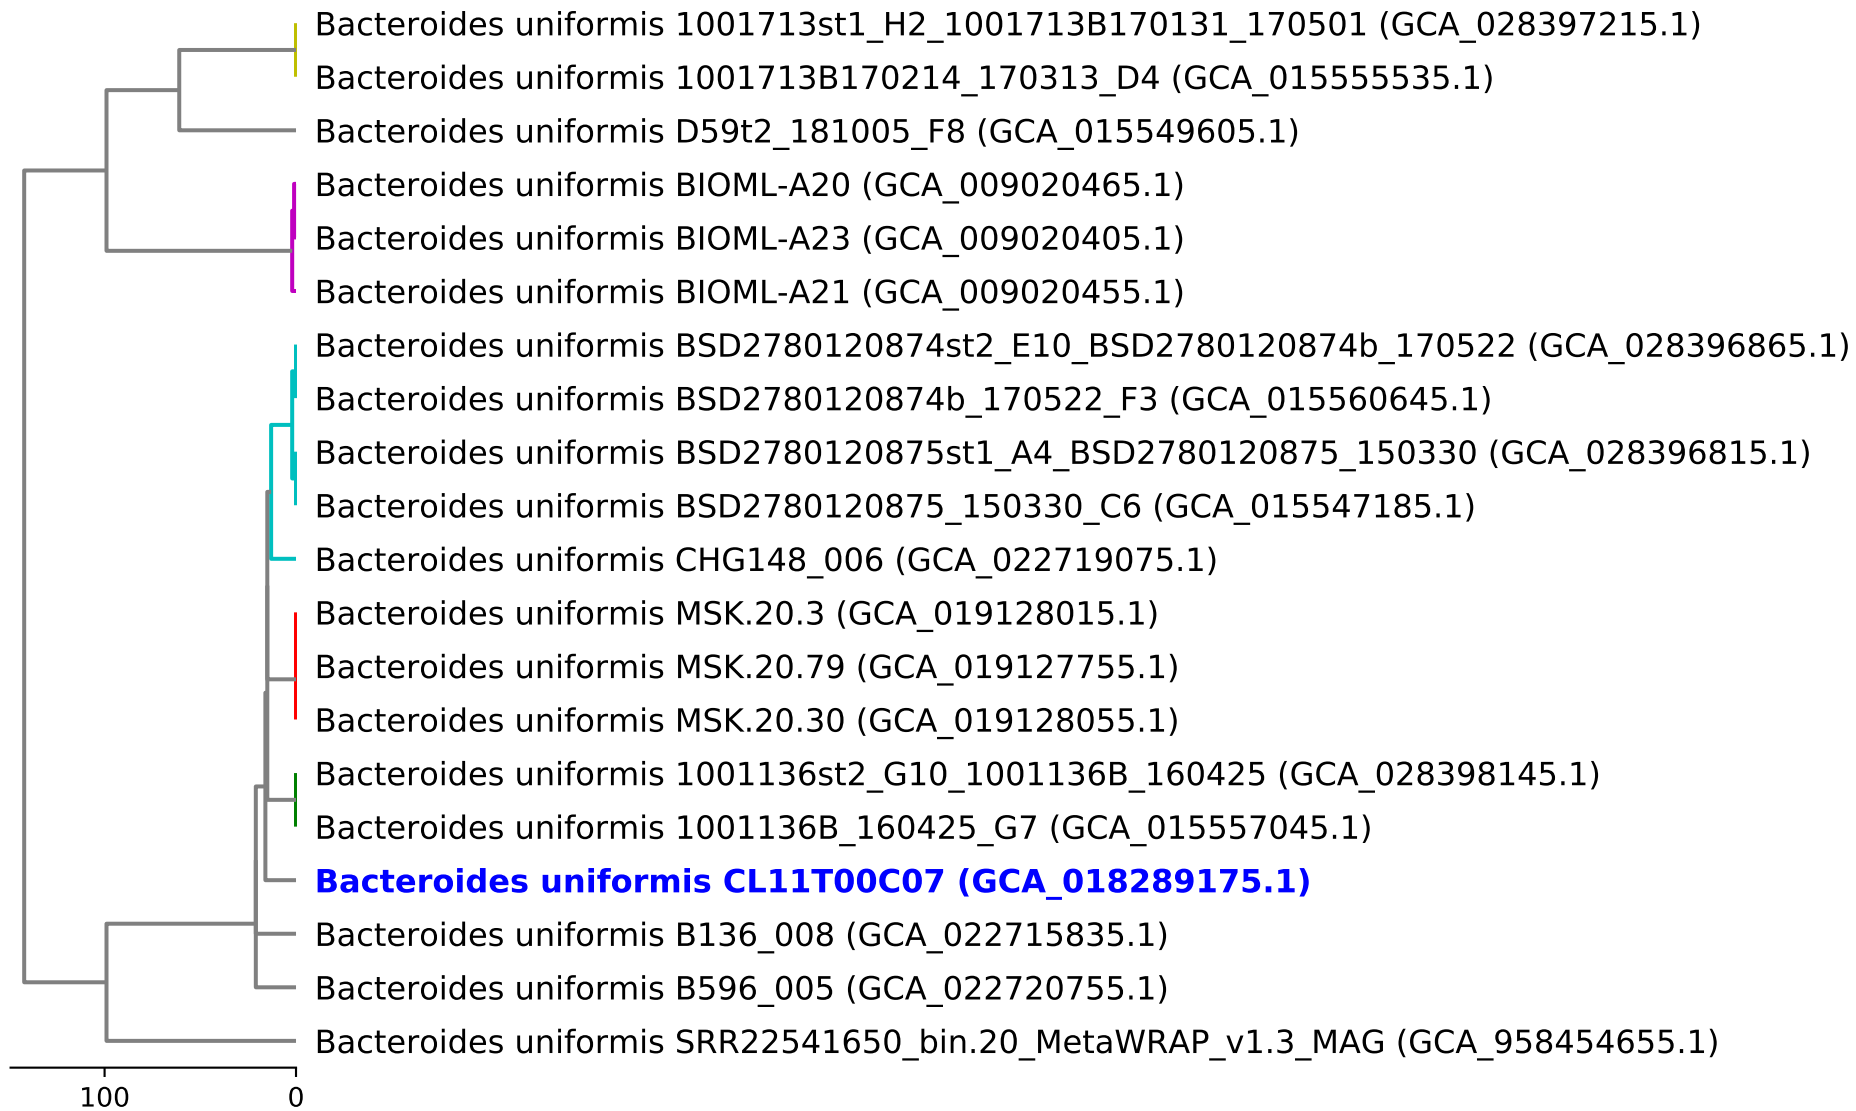 Bacteroides uniformis 1001713st1_H2_1001713B170131_170501 (GCA_028397215.1)
Bacteroides uniformis 1001713B170214_170313_D4 (GCA_015555535.1)
Bacteroides uniformis D59t2_181005_F8 (GCA_015549605.1)
Bacteroides uniformis BIOML-A20 (GCA_009020465.1)
Bacteroides uniformis BIOML-A23 (GCA_009020405.1)
Bacteroides uniformis BIOML-A21 (GCA_009020455.1)
Bacteroides uniformis BSD2780120874st2_E10_BSD2780120874b_170522 (GCA_028396865.1)
Bacteroides uniformis BSD2780120874b_170522_F3 (GCA_015560645.1)
Bacteroides uniformis BSD2780120875st1_A4_BSD2780120875_150330 (GCA_028396815.1)
Bacteroides uniformis BSD2780120875_150330_C6 (GCA_015547185.1)
Bacteroides uniformis CHG148_006 (GCA_022719075.1)
Bacteroides uniformis MSK.20.3 (GCA_019128015.1)
Bacteroides uniformis MSK.20.79 (GCA_019127755.1)
Bacteroides uniformis MSK.20.30 (GCA_019128055.1)
Bacteroides uniformis 1001136st2_G10_1001136B_160425 (GCA_028398145.1)
Bacteroides uniformis 1001136B_160425_G7 (GCA_015557045.1)
Bacteroides uniformis CL11T00C07 (GCA_018289175.1)
Bacteroides uniformis B136_008 (GCA_022715835.1)
Bacteroides uniformis B596_005 (GCA_022720755.1)
Bacteroides uniformis SRR22541650_bin.20_MetaWRAP_v1.3_MAG (GCA_958454655.1)
100 0